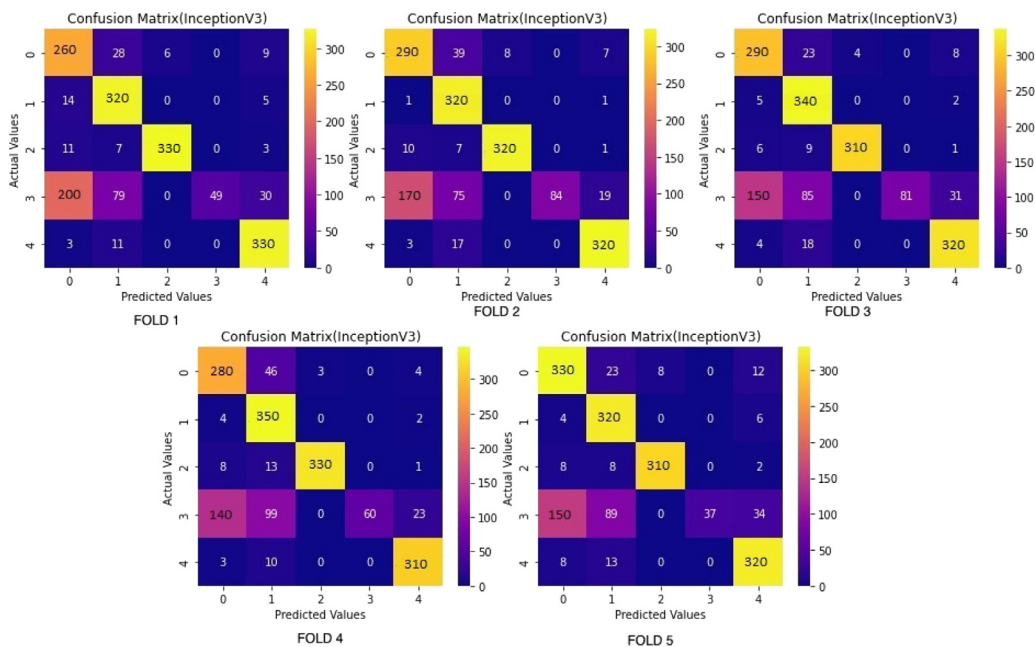 Confusion Matrix(InceptionV3)
0 260 28 6 0 9
1 14 320 0 0 5
2 11 7 330 0 3
3 200 79 0 49 30
4 3 11 0 0 330
0 1 2 3 4
Actual Values
Predicted Values
300
250
200
150
100
50
0
FOLD 1
Confusion Matrix(InceptionV3)
0 290 39 8 0 7
1 1 320 0 0 1
2 10 7 320 0 1
3 170 75 0 84 19
4 3 17 0 0 320
0 1 2 3 4
Actual Values
Predicted Values
300
250
200
150
100
50
0
FOLD 2
Confusion Matrix(InceptionV3)
0 290 23 4 0 8
1 5 340 0 0 2
2 6 9 310 0 1
3 150 85 0 81 31
4 4 18 0 0 320
0 1 2 3 4
Actual Values
Predicted Values
300
250
200
150
100
50
0
FOLD 3
Confusion Matrix(InceptionV3)
0 280 46 3 0 4
1 4 350 0 0 2
2 8 13 330 0 1
3 140 99 0 60 23
4 3 10 0 0 310
0 1 2 3 4
Actual Values
Predicted Values
300
250
200
150
100
50
0
FOLD 4
Confusion Matrix(InceptionV3)
0 330 23 8 0 12
1 4 320 0 0 6
2 8 8 310 0 2
3 150 89 0 37 34
4 8 13 0 0 320
0 1 2 3 4
Actual Values
Predicted Values
300
250
200
150
100
50
0
FOLD 5